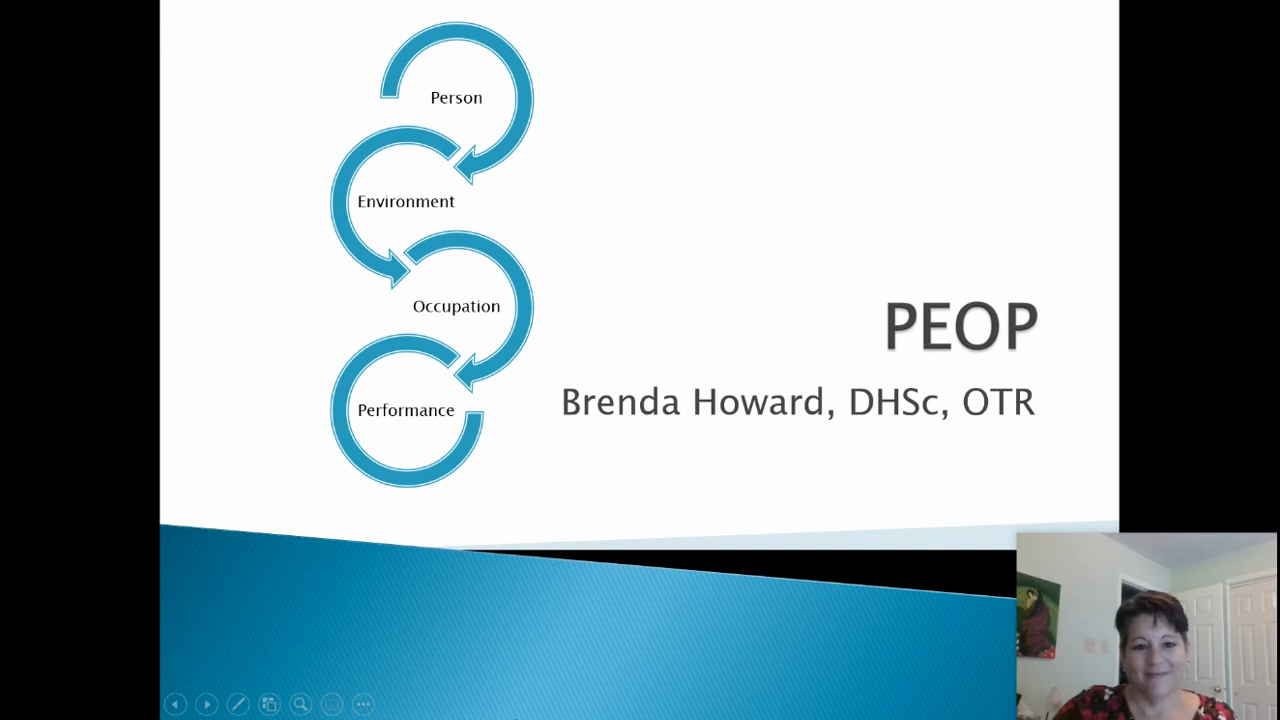 Person
Environment
Occupation
Performance
PEOP
Brenda Howard, DHSc, OTR